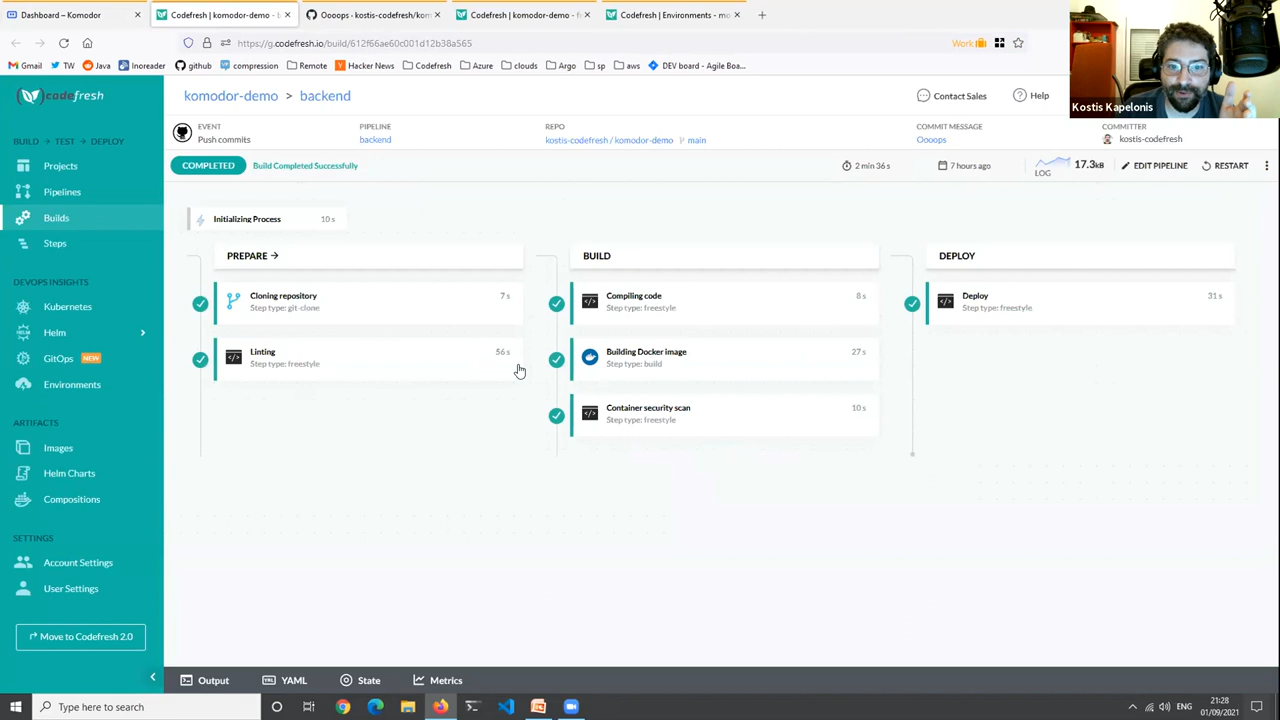 Dashboard – Komodor
Codefresh | komodor-demo - b
Oooops · kostis-codefresh/kom
Codefresh | komodor-demo - f
Codefresh | Environments - mo
Work
Gmail
TW
Java
Inoreader
github
compression
Remote
Hacker News
Codefresh
Azure
clouds
Argo
sp
aws
DEV board - Agile Boa...
Kostis Kapelonis
codefresh
komodor-demo > backend
Contact Sales
Help
EVENT
Push commits
PIPELINE
backend
REPO
kostis-codefresh / komodor-demo
main
COMMIT MESSAGE
Oooops
COMMITTER
kostis-codefresh
COMPLETED
Build Completed Successfully
2 min 36 s
7 hours ago
LOG
17.3kB
EDIT PIPELINE
RESTART
BUILD → TEST → DEPLOY
Projects
Pipelines
Builds
Steps
DEVOPS INSIGHTS
Kubernetes
Helm
GitOps NEW
Environments
ARTIFACTS
Images
Helm Charts
Compositions
SETTINGS
Account Settings
User Settings
Move to Codefresh 2.0
Initializing Process 10 s
PREPARE →
Cloning repository 7 s
Step type: git-clone
Linting 56 s
Step type: freestyle
BUILD
Compiling code 8 s
Step type: freestyle
Building Docker image 27 s
Step type: build
Container security scan 10 s
Step type: freestyle
DEPLOY
Deploy 31 s
Step type: freestyle
Output
YAML
State
Metrics
Type here to search
ENG
21:28
01/09/2021